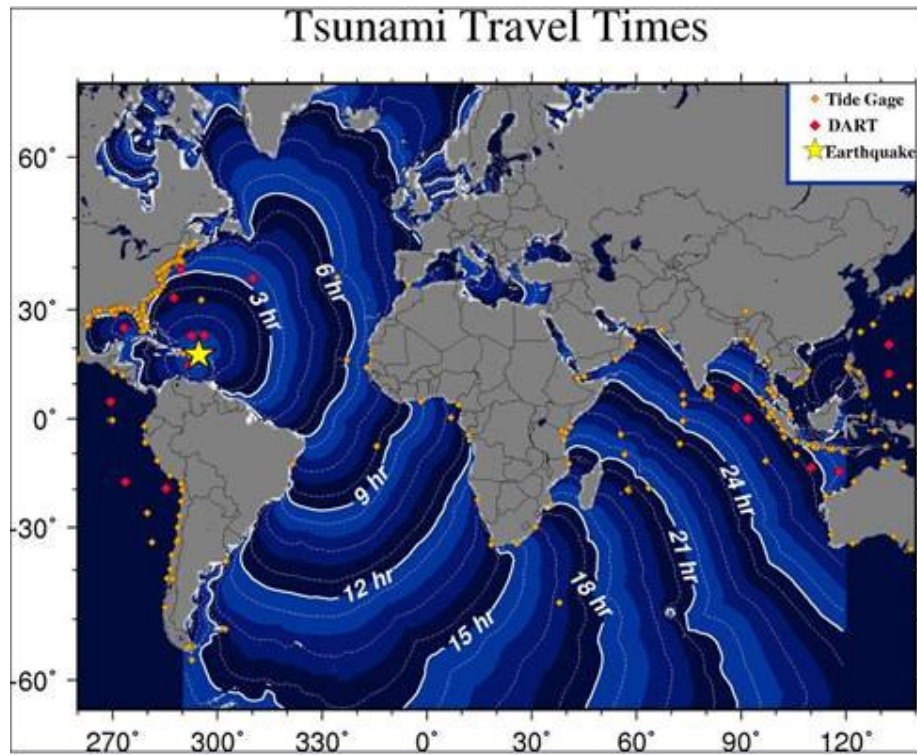 Tsunami Travel Times
Tide Gage
DART
Earthquake
60°
30°
0°
-30°
-60°
3 hr
6 hr
9 hr
12 hr
15 hr
18 hr
21 hr
24 hr
270° 300° 330° 0° 30° 60° 90° 120°